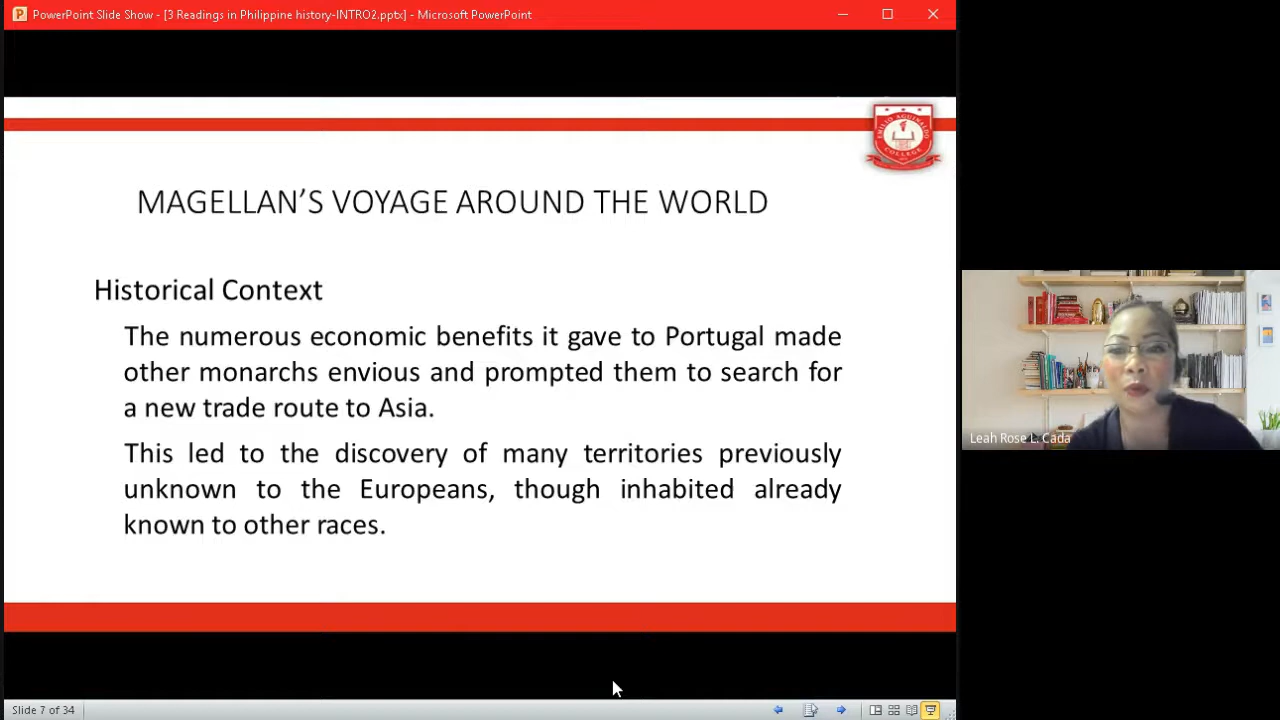 PowerPoint Slide Show - [3 Readings in Philippine history-INTRO2.pptx] - Microsoft PowerPoint
EMILIO AGUINALDO
COLLEGE
MAGELLAN’S VOYAGE AROUND THE WORLD
Historical Context
The numerous economic benefits it gave to Portugal made
other monarchs envious and prompted them to search for
a new trade route to Asia.
This led to the discovery of many territories previously
unknown to the Europeans, though inhabited already
known to other races.
Leah Rose L. Cada
Slide 7 of 34